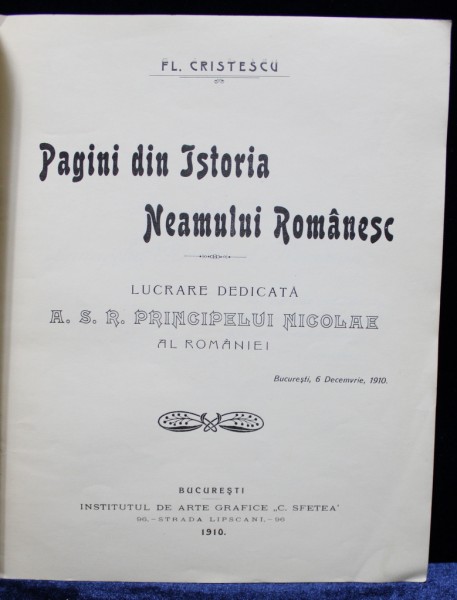 FL. CRISTESCU
Pagini din Istoria
Neamului Românesc
LUCRARE DEDICATĂ
A. S. R. PRINCIPELUI NICOLAE
AL ROMÂNIEI
Bucureşti, 6 Decemvrie, 1910.
BUCUREŞTI
INSTITUTUL DE ARTE GRAFICE „C. SFETEA"
96.—STRADA LIPSCANI.—96
1910.